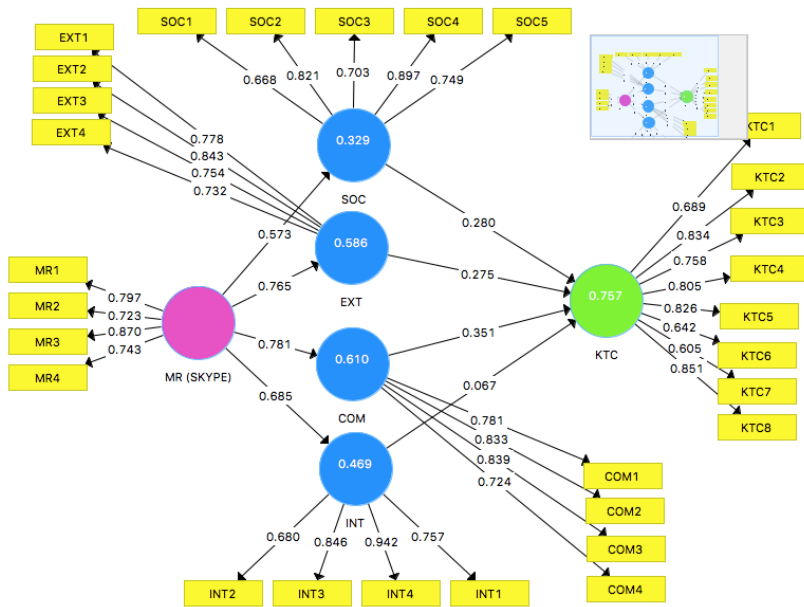 SOC1
SOC2
SOC3
SOC4
SOC5
EXT1
EXT2
EXT3
EXT4
0.668
0.821
0.703
0.897
0.749
0.778
0.843
0.754
0.732
0.329
SOC
0.573
0.586
EXT
0.765
0.280
0.275
KTC1
KTC2
KTC3
KTC4
KTC5
KTC6
KTC7
KTC8
0.689
0.834
0.758
0.805
0.826
0.642
0.605
0.851
0.757
KTC
MR1
MR2
MR3
MR4
0.797
0.723
0.870
0.743
MR (SKYPE)
0.781
0.685
0.610
COM
0.351
0.067
0.469
INT
0.781
0.833
0.839
0.724
COM1
COM2
COM3
COM4
0.680
0.846
0.942
0.757
INT2
INT3
INT4
INT1